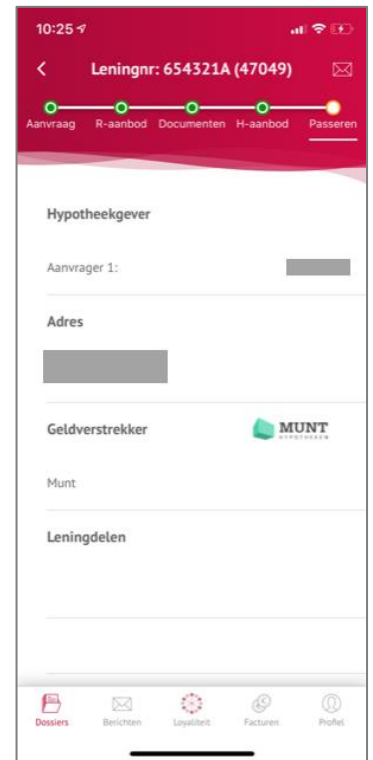 10:25
Leningnr: 654321A (47049)
Aanvraag R-aanbod Documenten H-aanbod Passeren
Hypotheekgever
Aanvrager 1:
Adres
Geldverstrekker MUNT
HYPOTHEKEN
Munt
Leningdelen
Dossiers Berichten Loyaliteit Facturen Profiel